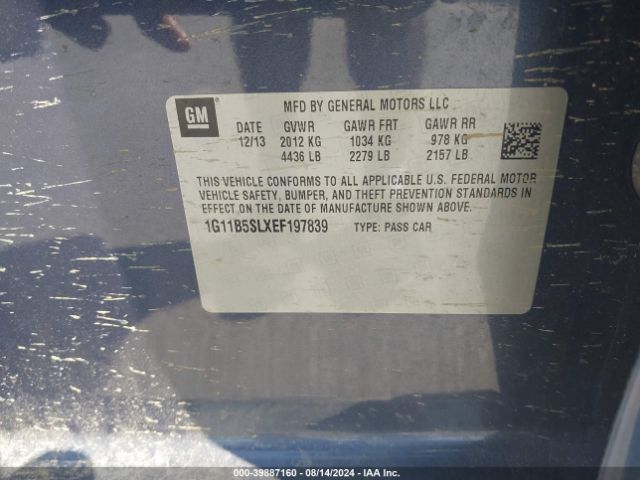 GM
MFD BY GENERAL MOTORS LLC
DATE GVWR GAWR FRT GAWR RR
12/13 2012 KG 1034 KG 978 KG
4436 LB 2279 LB 2157 LB
THIS VEHICLE CONFORMS TO ALL APPLICABLE U.S. FEDERAL MOTOR
VEHICLE SAFETY, BUMPER, AND THEFT PREVENTION STANDARDS IN
EFFECT ON THE DATE OF MANUFACTURE SHOWN ABOVE.
1G11B5SLXEF197839 TYPE: PASS CAR
000-39887160 - 08/14/2024 - IAA Inc.